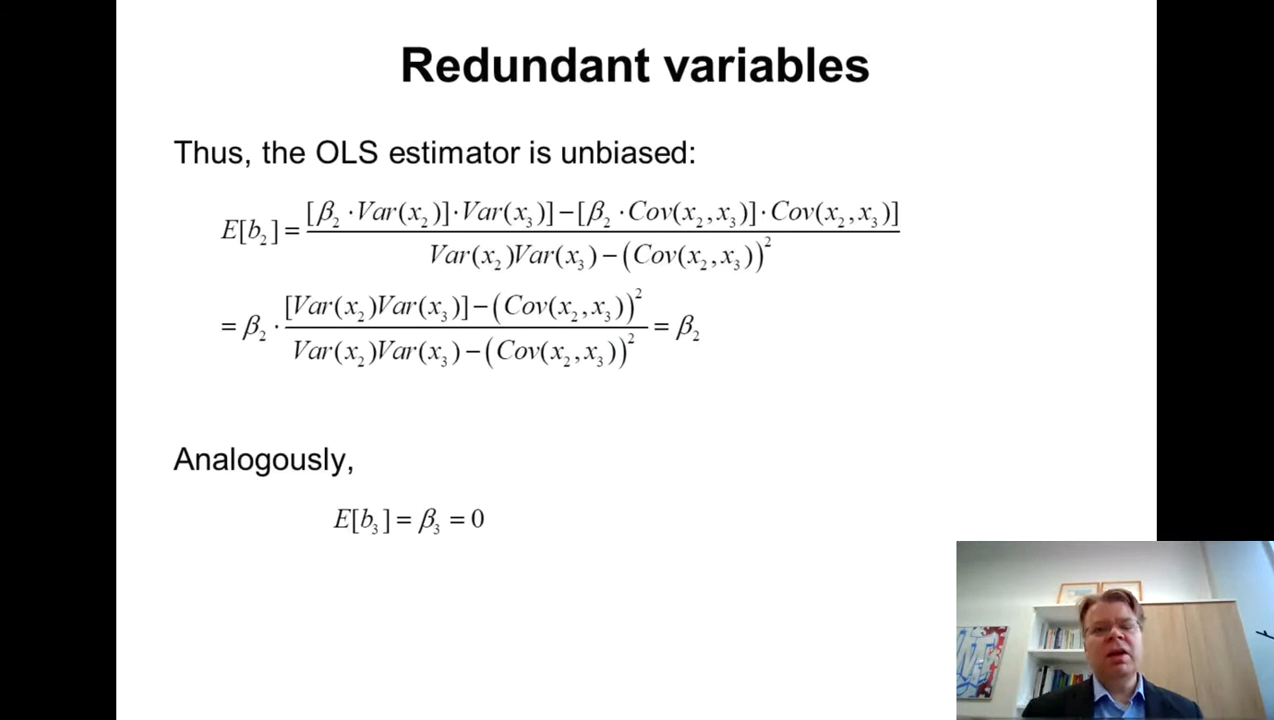 Redundant variables
Thus, the OLS estimator is unbiased:
E[b₂] = [β₂ · Var(x₂)] · Var(x₃)] − [β₂ · Cov(x₂,x₃)] · Cov(x₂,x₃)] / Var(x₂)Var(x₃) − (Cov(x₂,x₃))²
= β₂ · [Var(x₂)Var(x₃)] − (Cov(x₂,x₃))² / Var(x₂)Var(x₃) − (Cov(x₂,x₃))² = β₂
Analogously,
E[b₃] = β₃ = 0